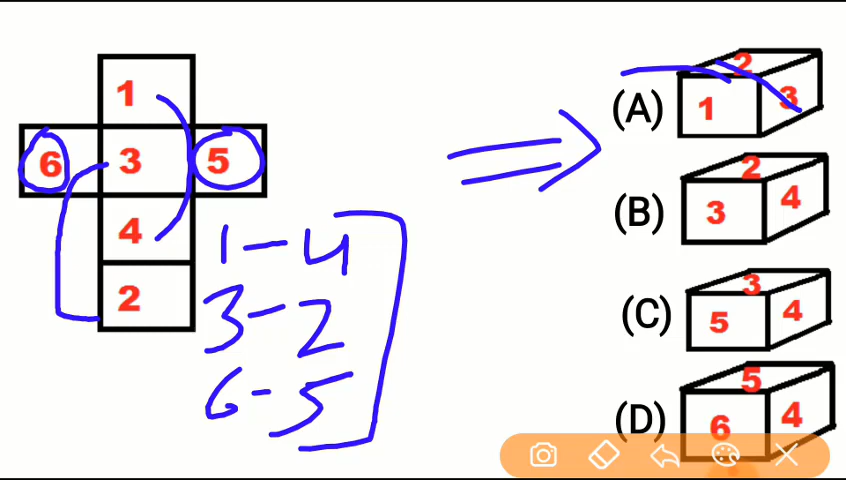 1
6 3 5
4
2
1 - 4
3 - 2
6 - 5
(A) 2 1 3
(B) 2 3 4
(C) 3 5 4
(D) 5 6 4